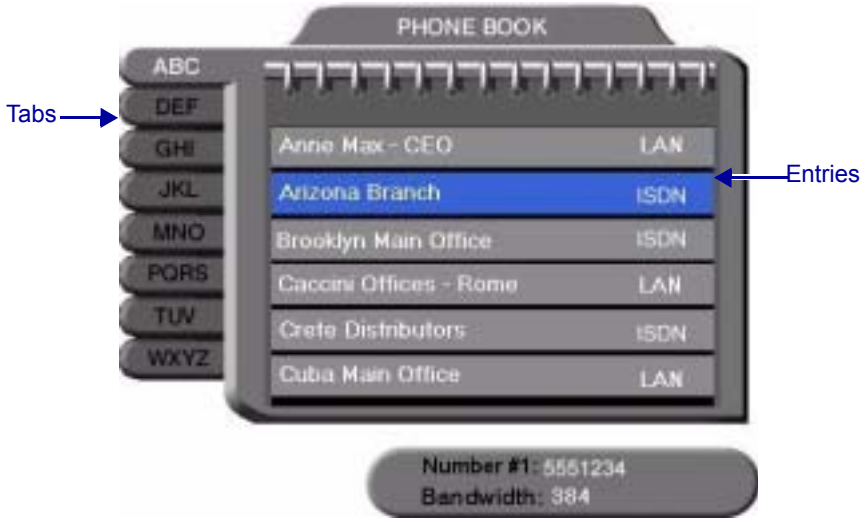 PHONE BOOK
ABC
DEF
GHI
JKL
MNO
PQRS
TUV
WXYZ
Tabs
Anne Max - CEO LAN
Arizona Branch ISDN
Brooklyn Main Office ISDN
Caccini Offices - Rome LAN
Crete Distributors ISDN
Cuba Main Office LAN
Entries
Number #1: 5551234
Bandwidth: 384